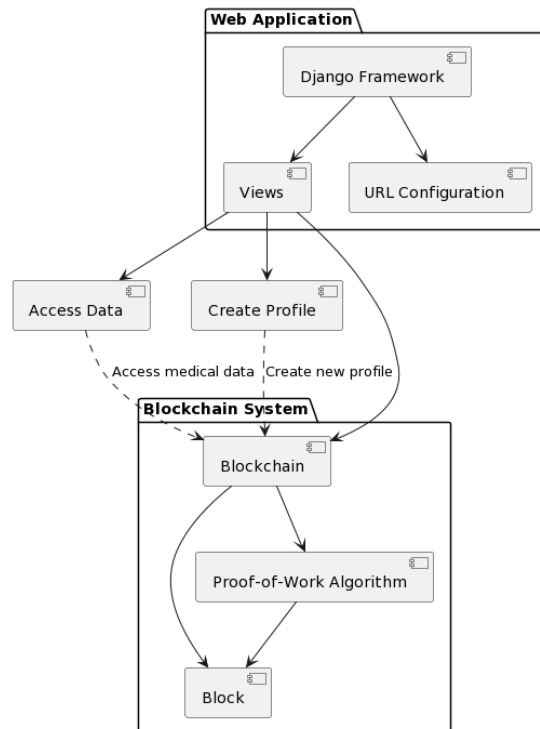 Web Application
Django Framework
Views
URL Configuration
Access Data
Create Profile
Access medical data
Create new profile
Blockchain System
Blockchain
Proof-of-Work Algorithm
Block